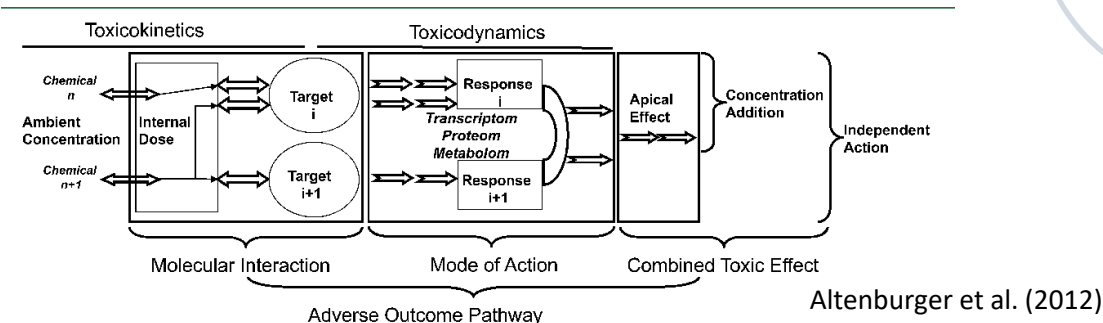 Toxicokinetics
Toxicodynamics
Chemical
n
Ambient
Concentration
Chemical
n+1
Internal
Dose
Target
i
Target
i+1
Response
i
Transcriptom
Proteom
Metabolom
Response
i+1
Apical
Effect
Concentration
Addition
Independent
Action
Molecular Interaction
Mode of Action
Combined Toxic Effect
Adverse Outcome Pathway
Altenburger et al. (2012)